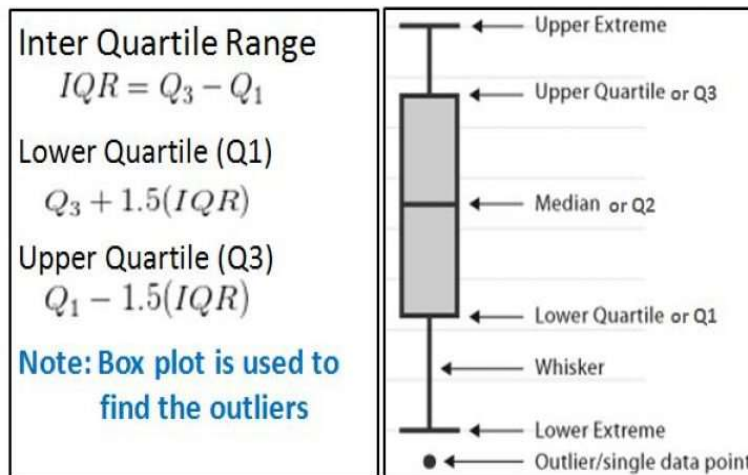 Inter Quartile Range
IQR = Q₃ − Q₁
Lower Quartile (Q1)
Q₃ + 1.5(IQR)
Upper Quartile (Q3)
Q₁ − 1.5(IQR)
Note: Box plot is used to
find the outliers
Upper Extreme
Upper Quartile or Q3
Median or Q2
Lower Quartile or Q1
Whisker
Lower Extreme
Outlier/single data point